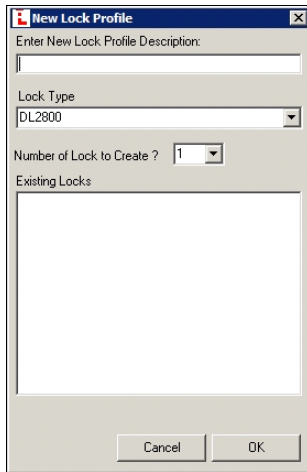 New Lock Profile
Enter New Lock Profile Description:
Lock Type
DL2800
Number of Lock to Create ? 1
Existing Locks
Cancel OK